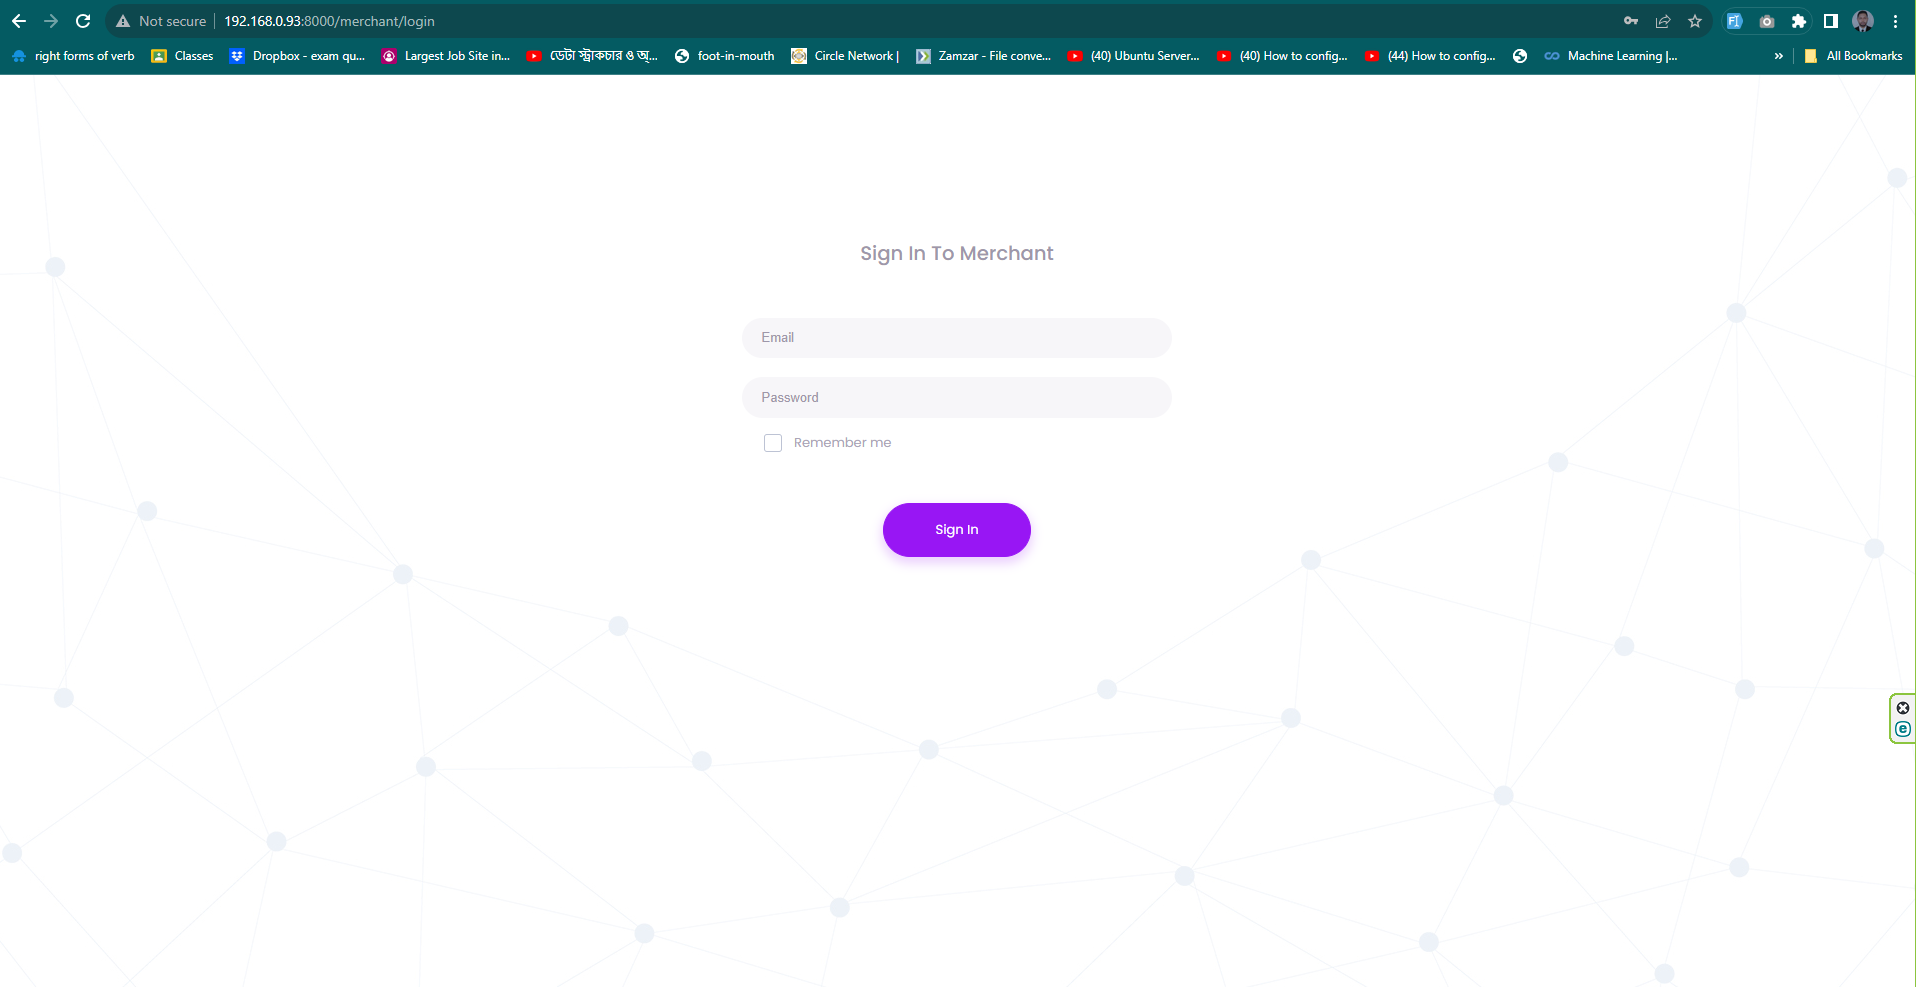 Not secure 192.168.0.93:8000/merchant/login
right forms of verb Classes Dropbox - exam qu... Largest Job Site in... ডেটা স্ট্রাকচার ও অ্... foot-in-mouth Circle Network | Zamzar - File conve... (40) Ubuntu Server... (40) How to config... (44) How to config... Machine Learning |... » All Bookmarks
Sign In To Merchant
Email
Password
Remember me
Sign In